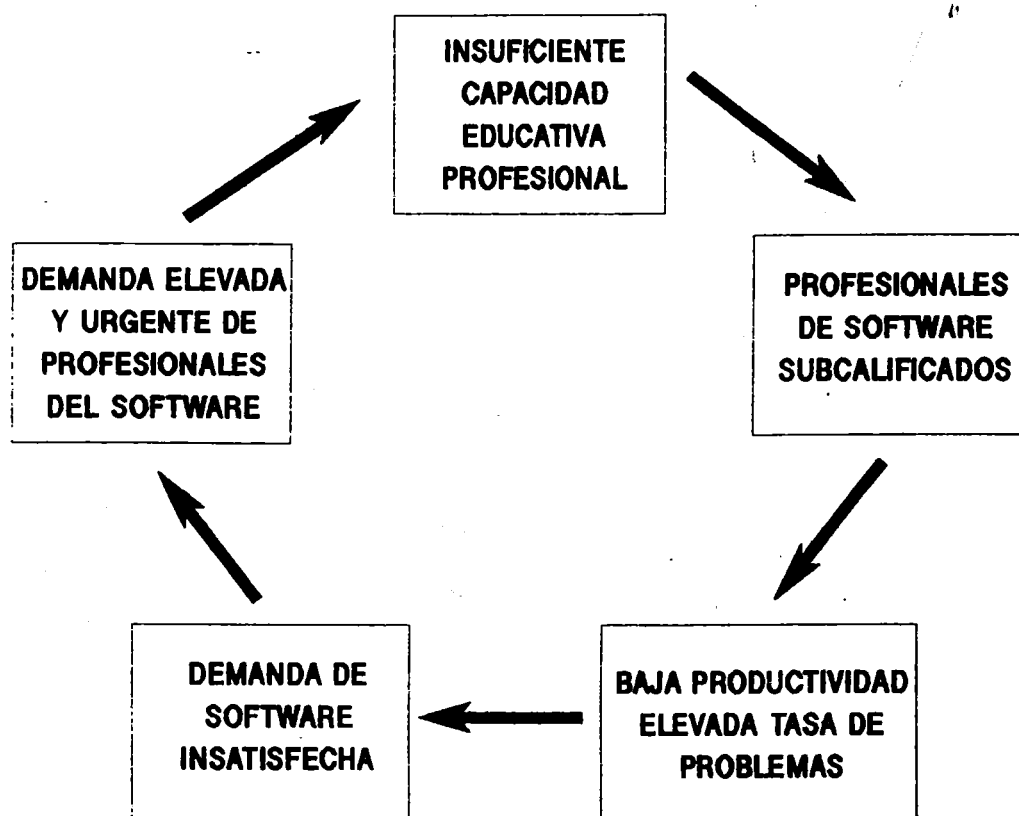 INSUFICIENTE
CAPACIDAD
EDUCATIVA
PROFESIONAL
PROFESIONALES
DE SOFTWARE
SUBCALIFICADOS
BAJA PRODUCTIVIDAD
ELEVADA TASA DE
PROBLEMAS
DEMANDA DE
SOFTWARE
INSATISFECHA
DEMANDA ELEVADA
Y URGENTE DE
PROFESIONALES
DEL SOFTWARE